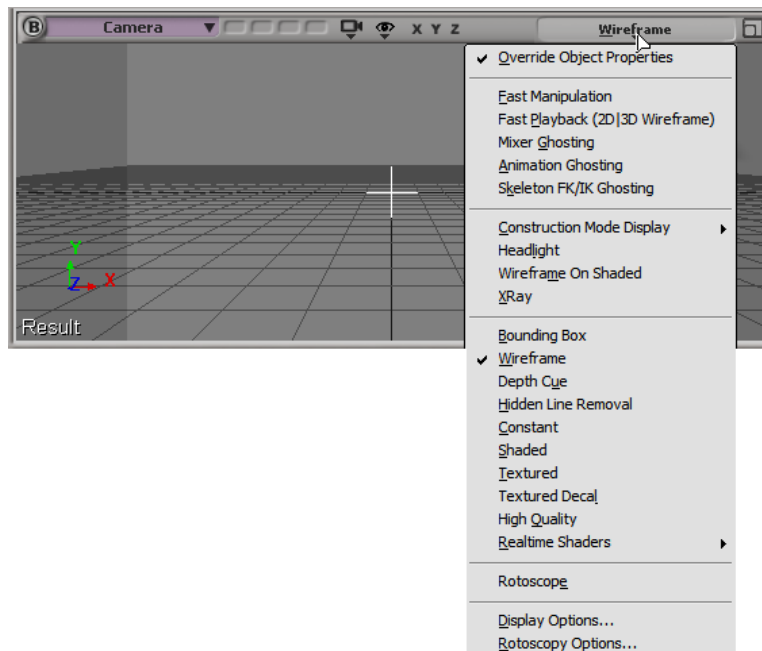 B Camera X Y Z Wireframe
Override Object Properties
Fast Manipulation
Fast Playback (2D|3D Wireframe)
Mixer Ghosting
Animation Ghosting
Skeleton FK/IK Ghosting
Construction Mode Display
Headlight
Wireframe On Shaded
XRay
Y
Z X
Result
Bounding Box
Wireframe
Depth Cue
Hidden Line Removal
Constant
Shaded
Textured
Textured Decal
High Quality
Realtime Shaders
Rotoscope
Display Options...
Rotoscopy Options...